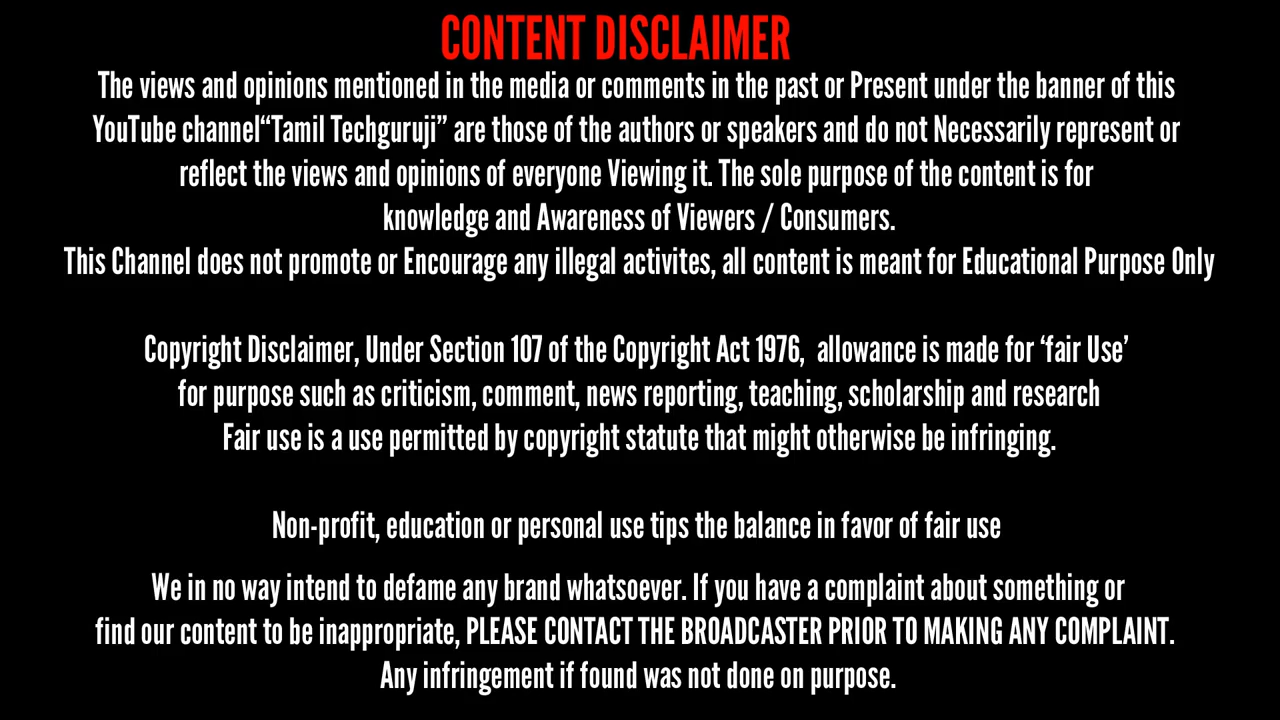 CONTENT DISCLAIMER
The views and opinions mentioned in the media or comments in the past or Present under the banner of this
YouTube channel“Tamil Techguruji” are those of the authors or speakers and do not Necessarily represent or
reflect the views and opinions of everyone Viewing it. The sole purpose of the content is for
knowledge and Awareness of Viewers / Consumers.
This Channel does not promote or Encourage any illegal activites, all content is meant for Educational Purpose Only
Copyright Disclaimer, Under Section 107 of the Copyright Act 1976, allowance is made for ‘fair Use’
for purpose such as criticism, comment, news reporting, teaching, scholarship and research
Fair use is a use permitted by copyright statute that might otherwise be infringing.
Non-profit, education or personal use tips the balance in favor of fair use
We in no way intend to defame any brand whatsoever. If you have a complaint about something or
find our content to be inappropriate, PLEASE CONTACT THE BROADCASTER PRIOR TO MAKING ANY COMPLAINT.
Any infringement if found was not done on purpose.